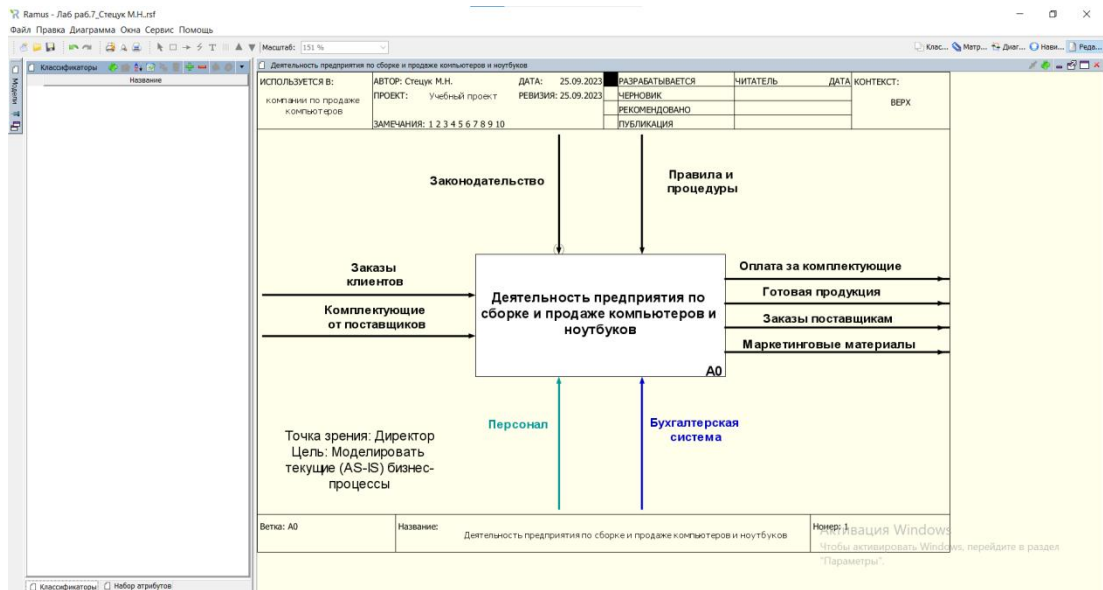 Ramus - Лаб раб.7_Стецук М.Н..rsf
Файл Правка Диаграмма Окна Сервис Помощь
Масштаб: 151 %
Клас... Матр... Диаг... Нави... Реда...
Модели
Классификаторы
Название
Деятельность предприятия по сборке и продаже компьютеров и ноутбуков
ИСПОЛЬЗУЕТСЯ В:
компании по продаже
компьютеров
АВТОР: Стецук М.Н.
ДАТА: 25.09.2023
ПРОЕКТ: Учебный проект
РЕВИЗИЯ: 25.09.2023
ЗАМЕЧАНИЯ: 1 2 3 4 5 6 7 8 9 10
РАЗРАБАТЫВАЕТСЯ
ЧЕРНОВИК
РЕКОМЕНДОВАНО
ПУБЛИКАЦИЯ
ЧИТАТЕЛЬ
ДАТА
КОНТЕКСТ:
ВЕРХ
Законодательство
Правила и
процедуры
Заказы
клиентов
Комплектующие
от поставщиков
Деятельность предприятия по
сборке и продаже компьютеров и
ноутбуков
A0
Оплата за комплектующие
Готовая продукция
Заказы поставщикам
Маркетинговые материалы
Персонал
Бухгалтерская
система
Точка зрения: Директор
Цель: Моделировать
текущие (AS-IS) бизнес-
процессы
Ветка: A0
Название:
Деятельность предприятия по сборке и продаже компьютеров и ноутбуков
Номер: 1
Активация Windows
Чтобы активировать Windows, перейдите в раздел
"Параметры".
Классификаторы Набор атрибутов